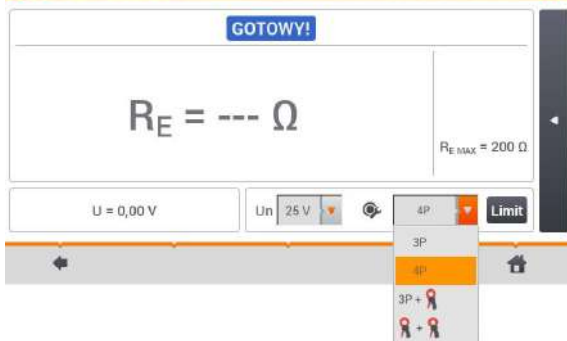 GOTOWY!
RE = --- Ω
RE MAX = 200 Ω
U = 0,00 V
Un 25 V 4P Limit
3P
4P
3P +
+